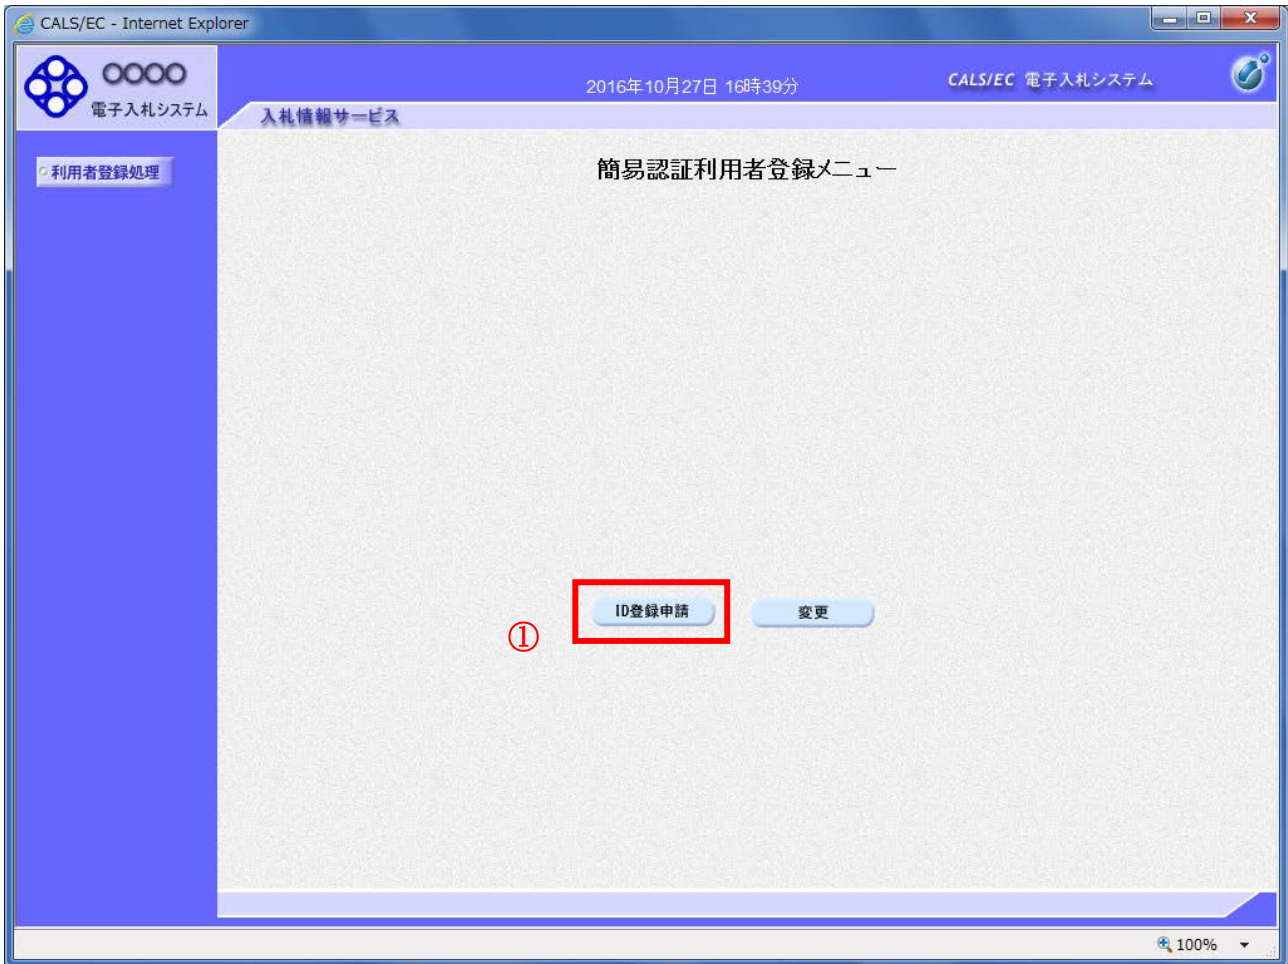 CALS/EC - Internet Explorer
〇〇〇〇
電子入札システム
2016年10月27日 16時39分
CALS/EC 電子入札システム
入札情報サービス
利用者登録処理
簡易認証利用者登録メニュー
ID登録申請
変更
①
100%